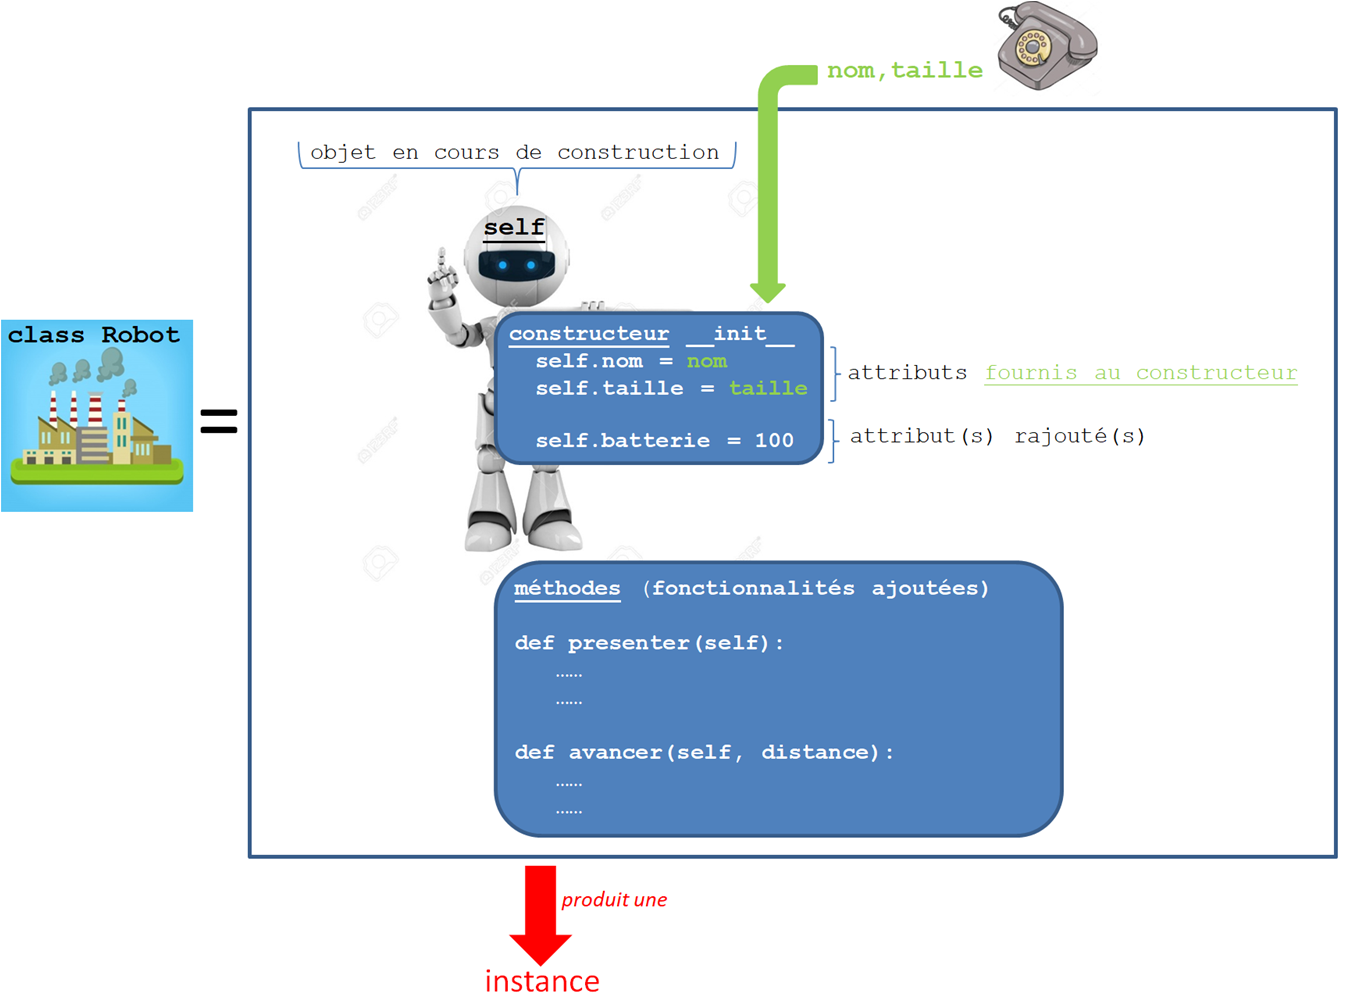 nom,taille
objet en cours de construction
self
class Robot
=
constructeur __init__
self.nom = nom
self.taille = taille
attributs fournis au constructeur
self.batterie = 100
attribut(s) rajouté(s)
méthodes (fonctionnalités ajoutées)
def presenter(self):
……
……
def avancer(self, distance):
……
……
produit une
instance